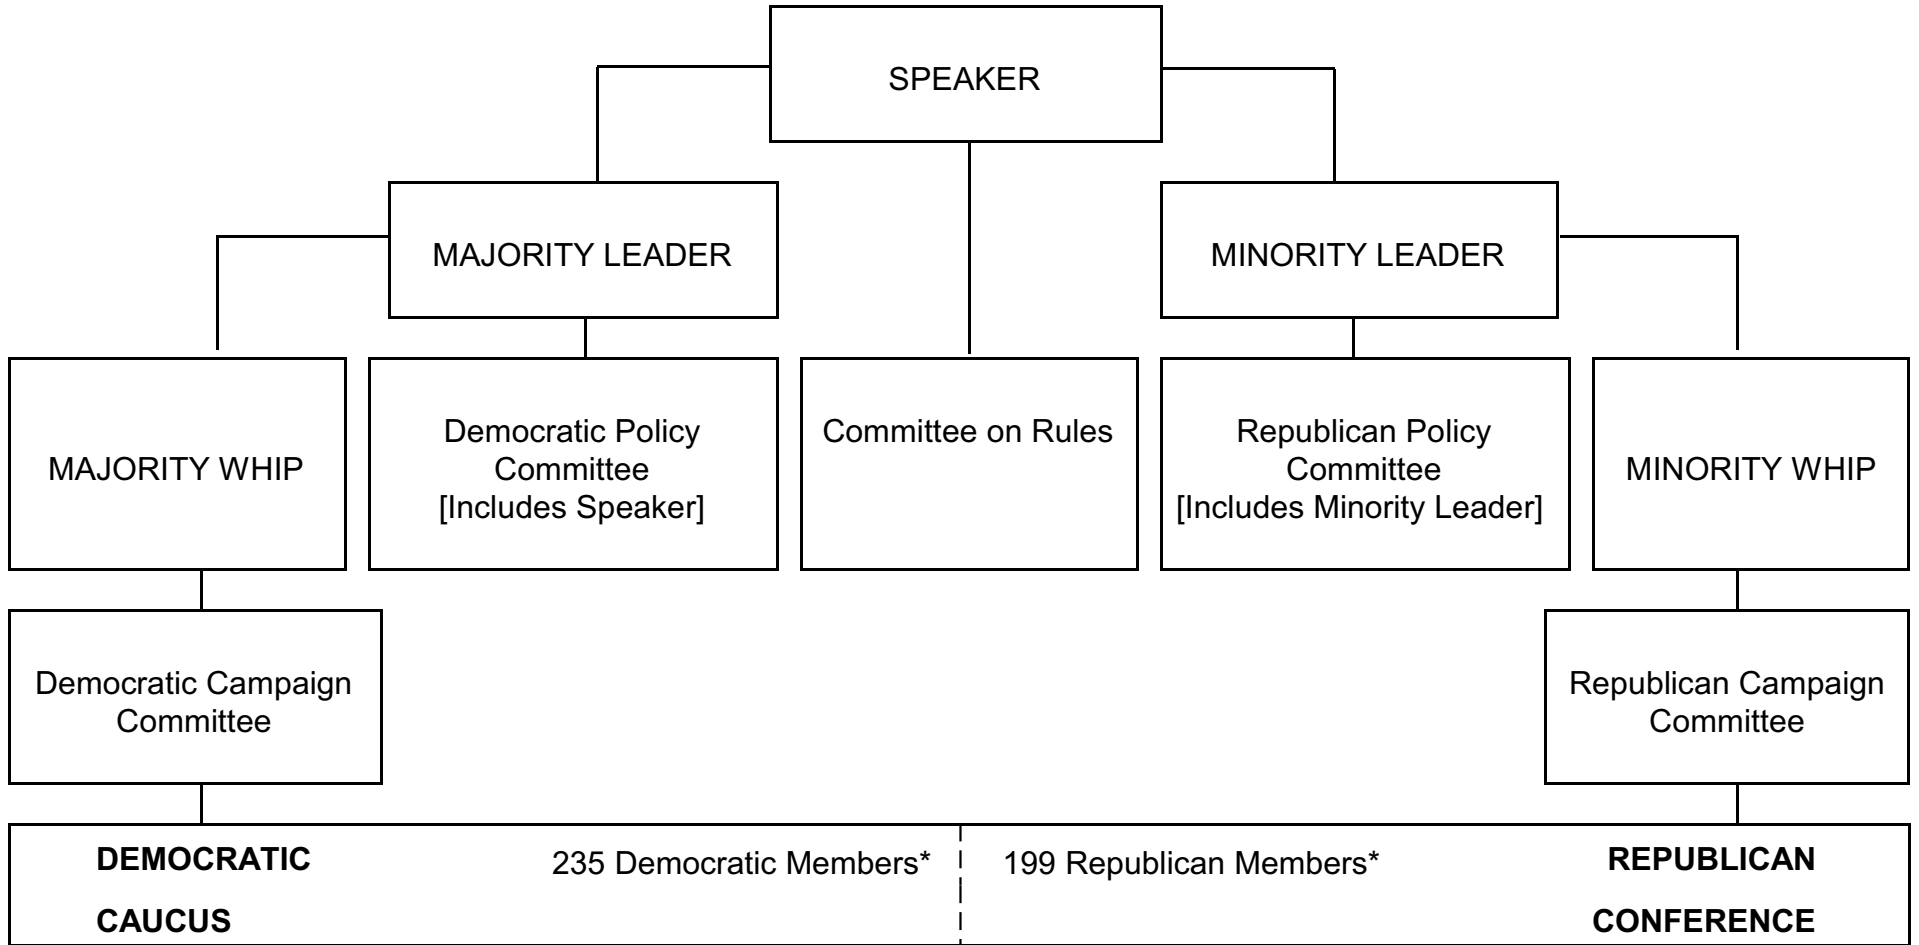 SPEAKER
MAJORITY LEADER
MINORITY LEADER
MAJORITY WHIP
Democratic Policy
Committee
[Includes Speaker]
Committee on Rules
Republican Policy
Committee
[Includes Minority Leader]
MINORITY WHIP
Democratic Campaign
Committee
Republican Campaign
Committee
DEMOCRATIC
CAUCUS
235 Democratic Members*
199 Republican Members*
REPUBLICAN
CONFERENCE